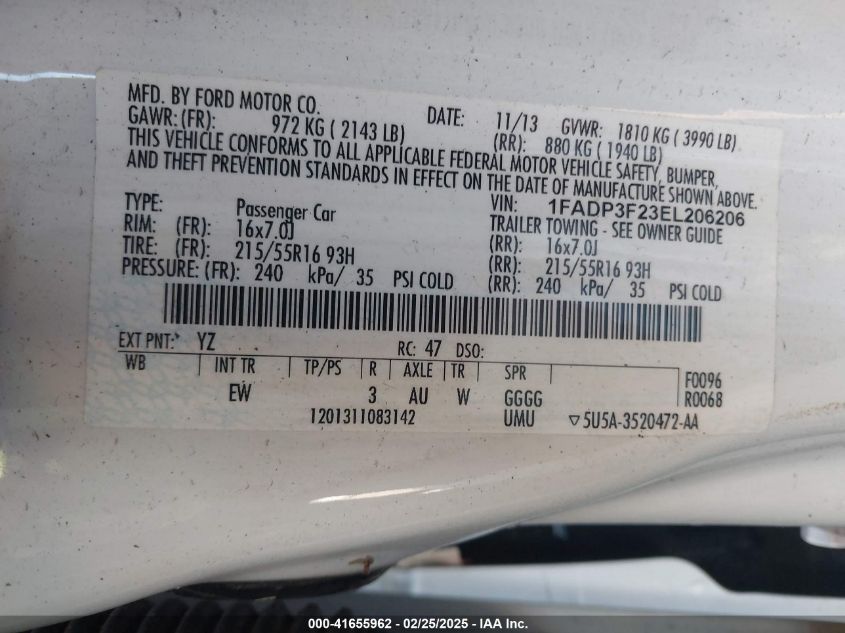 MFD. BY FORD MOTOR CO. DATE: 11/13 GVWR: 1810 KG ( 3990 LB)
GAWR: (FR): 972 KG ( 2143 LB) (RR): 880 KG ( 1940 LB)
THIS VEHICLE CONFORMS TO ALL APPLICABLE FEDERAL MOTOR VEHICLE SAFETY, BUMPER,
AND THEFT PREVENTION STANDARDS IN EFFECT ON THE DATE OF MANUFACTURE SHOWN ABOVE.
VIN: 1FADP3F23EL206206
TYPE: Passenger Car TRAILER TOWING - SEE OWNER GUIDE
RIM: (FR): 16x7.0J (RR): 16x7.0J
TIRE: (FR): 215/55R16 93H (RR): 215/55R16 93H
PRESSURE: (FR): 240 kPa/ 35 PSI COLD (RR): 240 kPa/ 35 PSI COLD
EXT PNT: YZ RC: 47 DSO:
WB INT TR TP/PS R AXLE TR SPR F0096
EW 3 AU W GGGG R0068
1201311083142 UMU ▽5U5A-3520472-AA
000-41655962 / 02/25/2025 - IAA Inc.